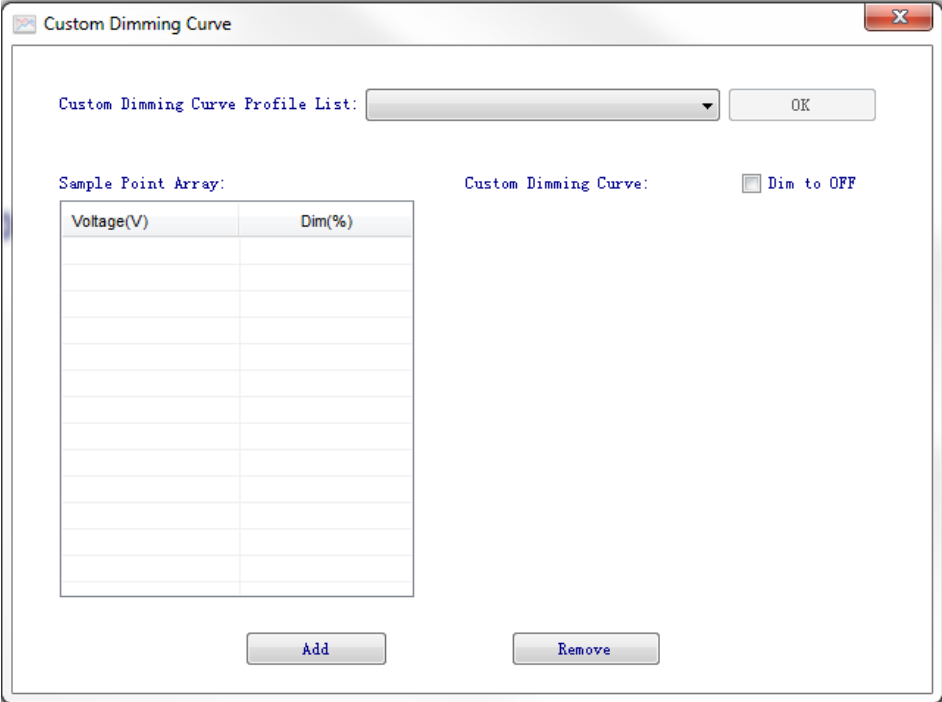 Custom Dimming Curve
Custom Dimming Curve Profile List:
OK
Sample Point Array:
Custom Dimming Curve:
Dim to OFF
Voltage(V)
Dim(%)
Add
Remove